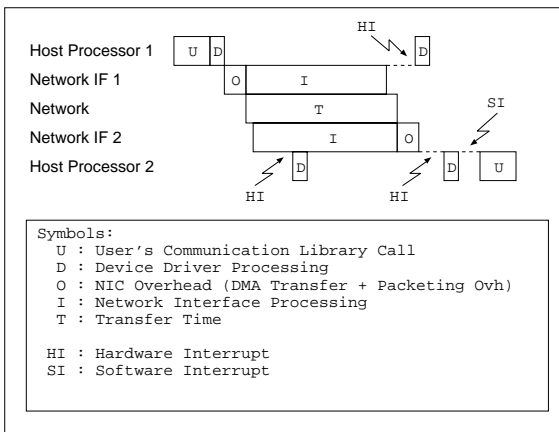 HI
Host Processor 1 U D D
Network IF 1 O I
Network T
SI
Network IF 2 I O
Host Processor 2 D D U
HI HI
Symbols:
U : User's Communication Library Call
D : Device Driver Processing
O : NIC Overhead (DMA Transfer + Packeting Ovh)
I : Network Interface Processing
T : Transfer Time
HI : Hardware Interrupt
SI : Software Interrupt